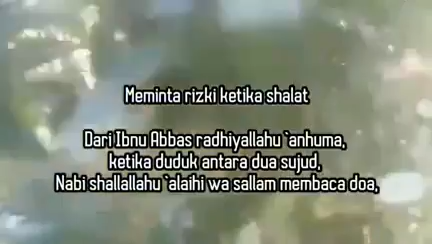 Meminta rizki ketika shalat
Dari Ibnu Abbas radhiyallahu `anhuma,
ketika duduk antara dua sujud,
Nabi shallallahu `alaihi wa sallam membaca doa,